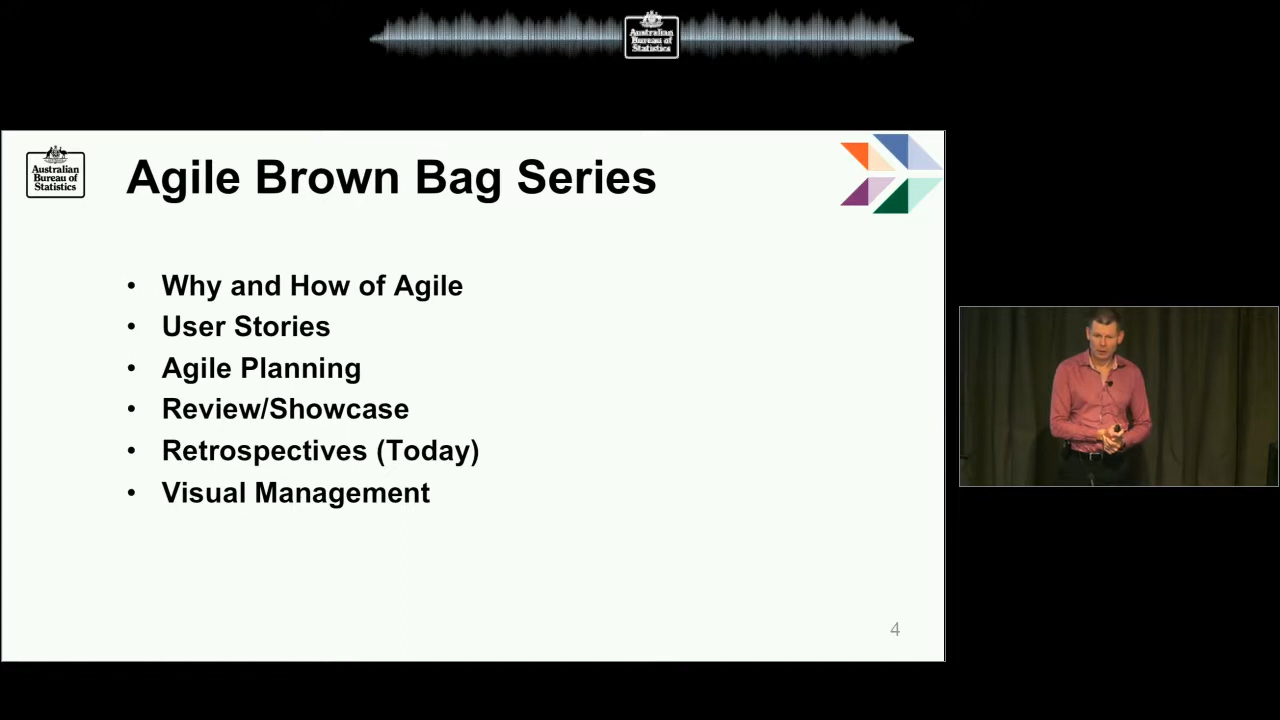 Australian
Bureau of
Statistics
Australian
Bureau of
Statistics
Agile Brown Bag Series
• Why and How of Agile
• User Stories
• Agile Planning
• Review/Showcase
• Retrospectives (Today)
• Visual Management
4